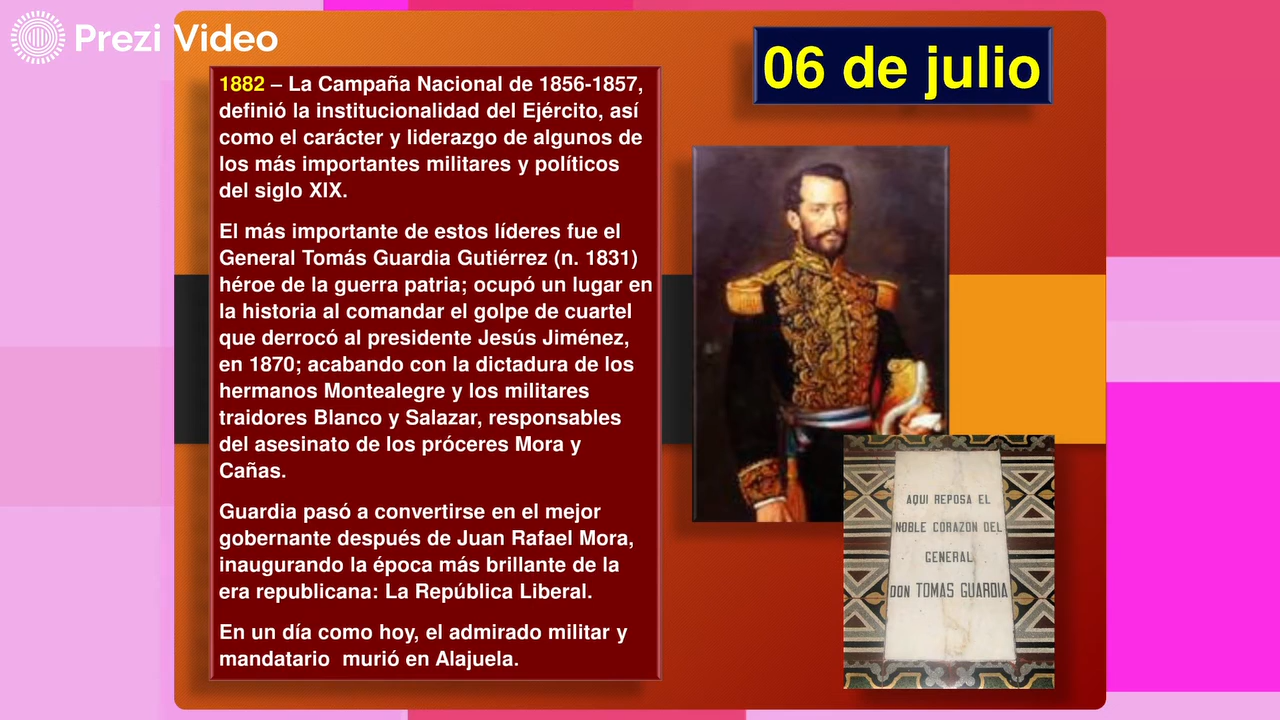 Prezi Video
06 de julio
1882 – La Campaña Nacional de 1856-1857,
definió la institucionalidad del Ejército, así
como el carácter y liderazgo de algunos de
los más importantes militares y políticos
del siglo XIX.
El más importante de estos líderes fue el
General Tomás Guardia Gutiérrez (n. 1831)
héroe de la guerra patria; ocupó un lugar en
la historia al comandar el golpe de cuartel
que derrocó al presidente Jesús Jiménez,
en 1870; acabando con la dictadura de los
hermanos Montealegre y los militares
traidores Blanco y Salazar, responsables
del asesinato de los próceres Mora y
Cañas.
Guardia pasó a convertirse en el mejor
gobernante después de Juan Rafael Mora,
inaugurando la época más brillante de la
era republicana: La República Liberal.
En un día como hoy, el admirado militar y
mandatario  murió en Alajuela.
AQUI REPOSA EL
NOBLE CORAZON DEL
GENERAL
DON TOMAS GUARDIA